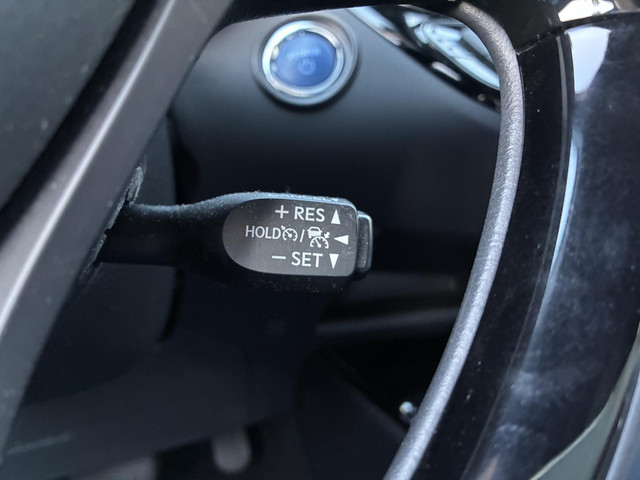 + RES ▲
HOLD / ◄
− SET ▼